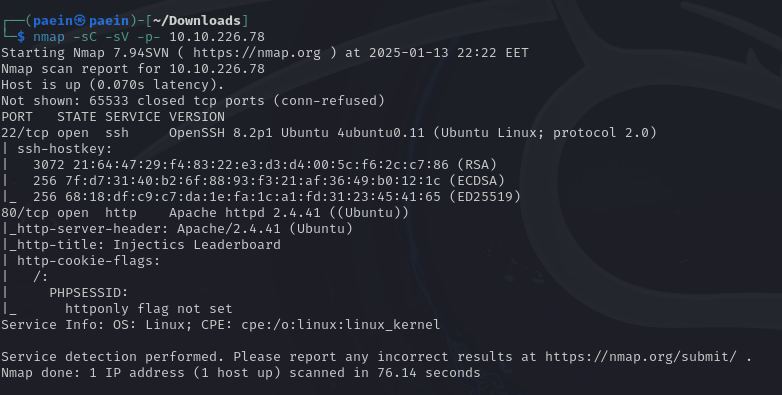 ┌──(paein㉿paein)-[~/Downloads]
└─$ nmap -sC -sV -p- 10.10.226.78
Starting Nmap 7.94SVN ( https://nmap.org ) at 2025-01-13 22:22 EET
Nmap scan report for 10.10.226.78
Host is up (0.070s latency).
Not shown: 65533 closed tcp ports (conn-refused)
PORT   STATE SERVICE VERSION
22/tcp open  ssh     OpenSSH 8.2p1 Ubuntu 4ubuntu0.11 (Ubuntu Linux; protocol 2.0)
| ssh-hostkey:
|   3072 21:64:47:29:f4:83:22:e3:d3:d4:00:5c:f6:2c:c7:86 (RSA)
|   256 7f:d7:31:40:b2:6f:88:93:f3:21:af:36:49:b0:12:1c (ECDSA)
|_  256 68:18:df:c9:c7:da:1e:fa:1c:a1:fd:31:23:45:41:65 (ED25519)
80/tcp open  http    Apache httpd 2.4.41 ((Ubuntu))
|_http-server-header: Apache/2.4.41 (Ubuntu)
|_http-title: Injectics Leaderboard
| http-cookie-flags:
|   /:
|     PHPSESSID:
|_      httponly flag not set
Service Info: OS: Linux; CPE: cpe:/o:linux:linux_kernel

Service detection performed. Please report any incorrect results at https://nmap.org/submit/ .
Nmap done: 1 IP address (1 host up) scanned in 76.14 seconds